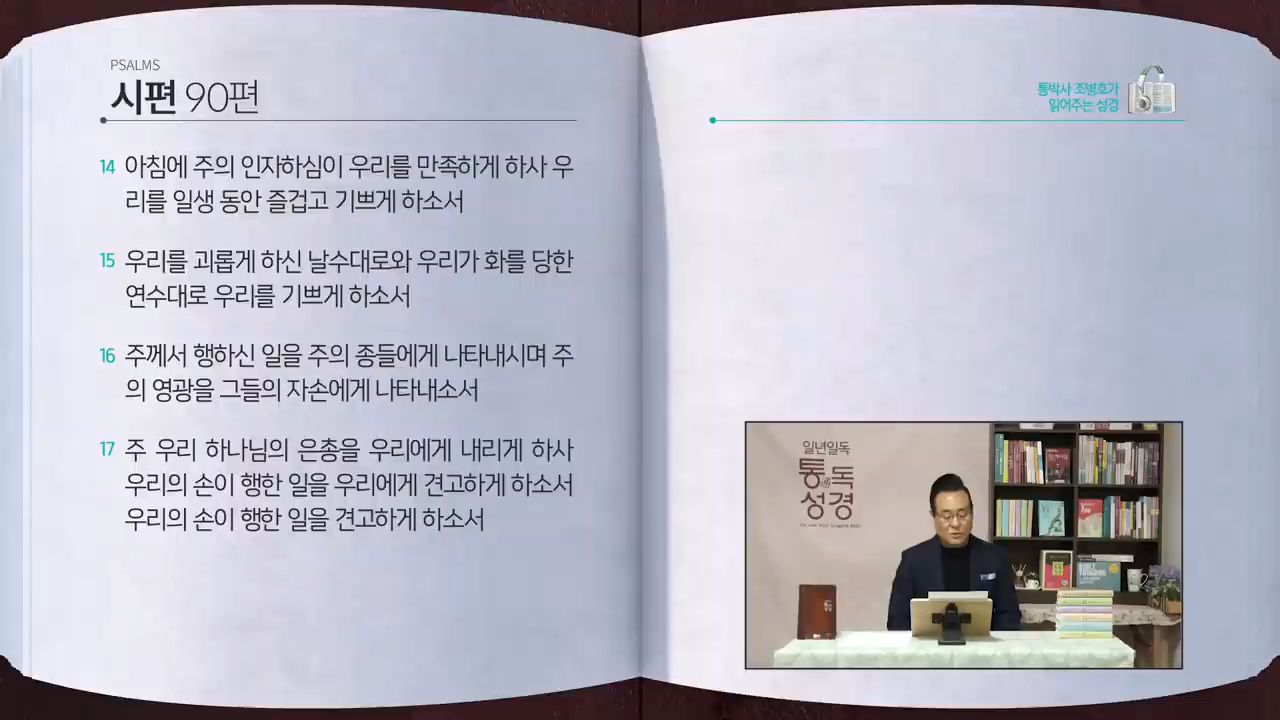 PSALMS
시편 90편
14 아침에 주의 인자하심이 우리를 만족하게 하사 우
리를 일생 동안 즐겁고 기쁘게 하소서
15 우리를 괴롭게 하신 날수대로와 우리가 화를 당한
연수대로 우리를 기쁘게 하소서
16 주께서 행하신 일을 주의 종들에게 나타내시며 주
의 영광을 그들의 자손에게 나타내소서
17 주 우리 하나님의 은총을 우리에게 내리게 하사
우리의 손이 행한 일을 우리에게 견고하게 하소서
우리의 손이 행한 일을 견고하게 하소서
통박사 조병호가
읽어주는 성경
일년일독
통독
성경